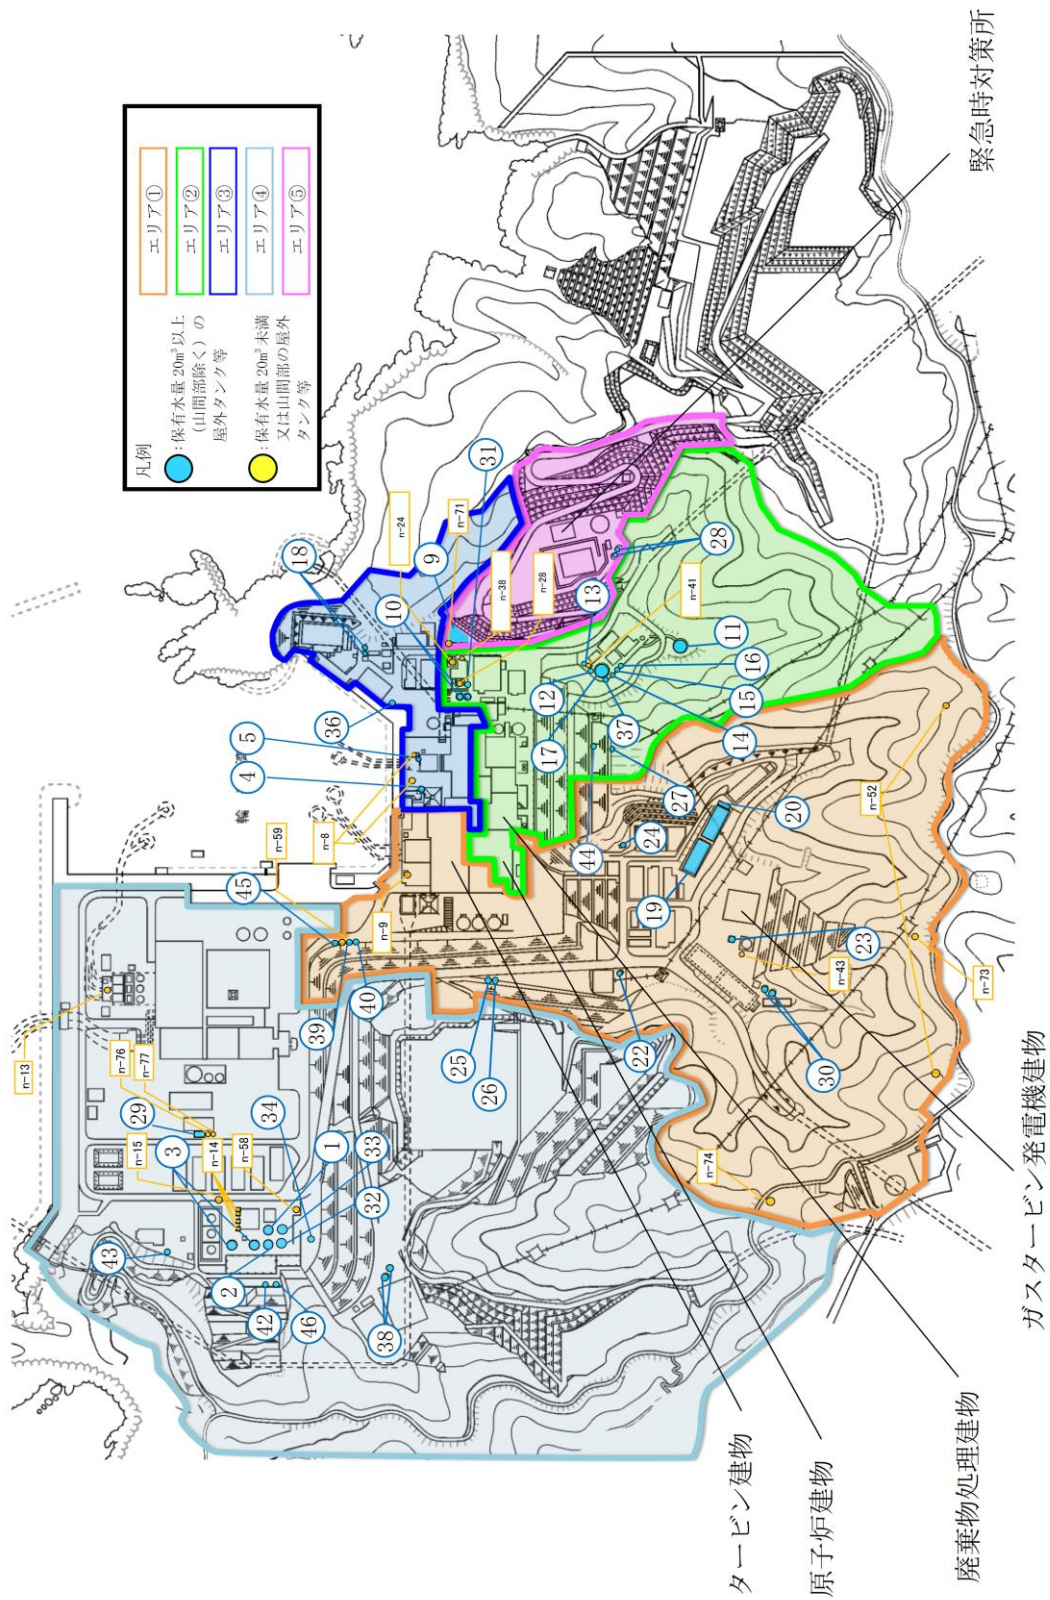 凡例
:保有水量 20m³以上
(山間部除く)の
屋外タンク等
:保有水量 20m³未満
又は山間部の屋外
タンク等
エリア①
エリア②
エリア③
エリア④
エリア⑤
n-13
n-76
n-77
29
n-15
3
n-14
n-58
34
1
33
32
43
2
42
46
38
39
40
45
n-59
n-9
n-8
輪
4
5
36
18
10
9
n-24
n-71
31
n-38
n-28
13
28
n-41
11
12
17
37
16
15
14
27
44
24
20
19
25
26
22
23
n-43
30
n-52
n-73
n-74
緊急時対策所
タービン建物
原子炉建物
廃棄物処理建物
ガスタービン発電機建物